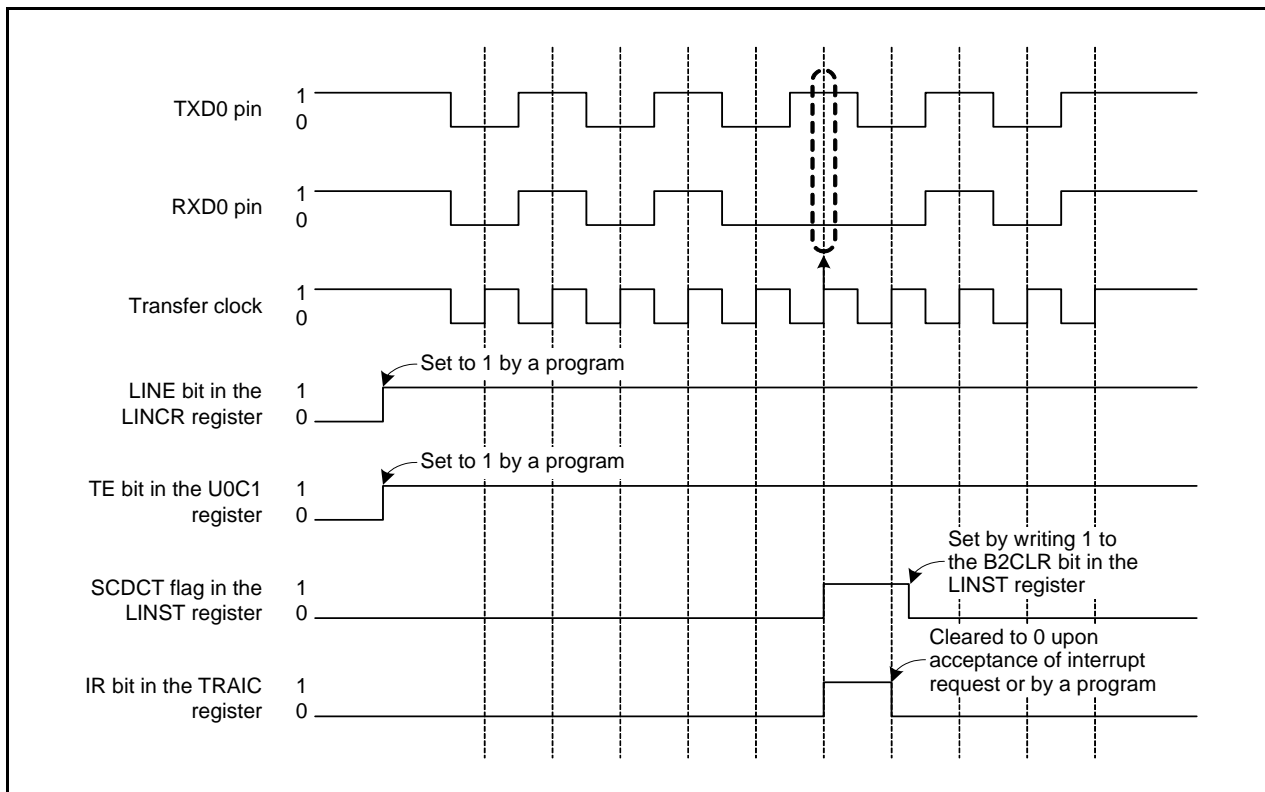 TXD0 pin
1
0
RXD0 pin
1
0
Transfer clock
1
0
Set to 1 by a program
LINE bit in the
LINCR register
1
0
Set to 1 by a program
TE bit in the U0C1
register
1
0
Set by writing 1 to
the B2CLR bit in the
LINST register
SCDCT flag in the
LINST register
1
0
Cleared to 0 upon
acceptance of interrupt
request or by a program
IR bit in the TRAIC
register
1
0